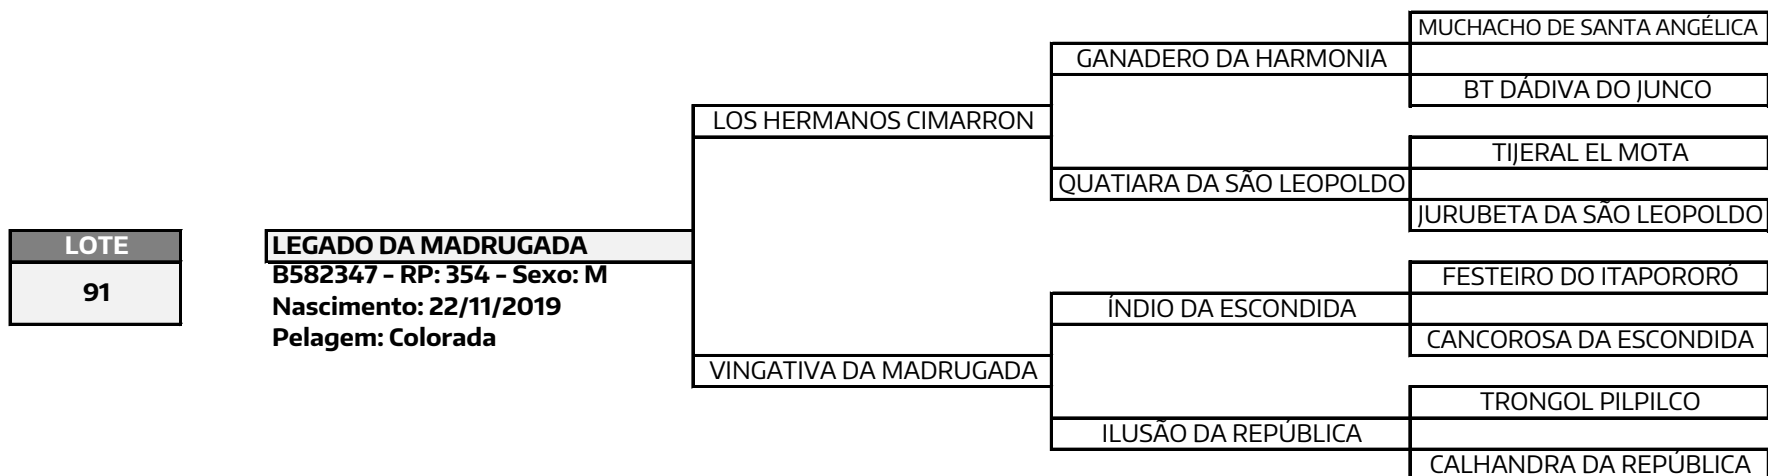 MUCHACHO DE SANTA ANGÉLICA
GANADERO DA HARMONIA
BT DÁDIVA DO JUNCO
LOS HERMANOS CIMARRON
TIJERAL EL MOTA
QUATIARA DA SÃO LEOPOLDO
JURUBETA DA SÃO LEOPOLDO
LOTE
91
LEGADO DA MADRUGADA
B582347 - RP: 354 - Sexo: M
Nascimento: 22/11/2019
Pelagem: Colorada
FESTEIRO DO ITAPORORÓ
ÍNDIO DA ESCONDIDA
CANCOROSA DA ESCONDIDA
VINGATIVA DA MADRUGADA
TRONGOL PILPILCO
ILUSÃO DA REPÚBLICA
CALHANDRA DA REPÚBLICA